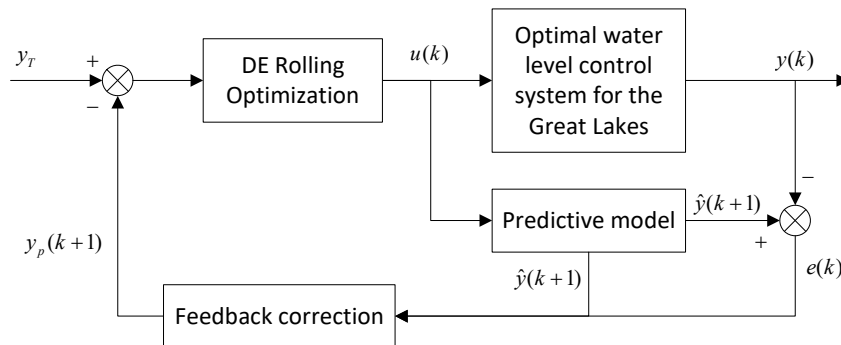 y_T
+
−
DE Rolling
Optimization
u(k)
Optimal water
level control
system for the
Great Lakes
y(k)
−
Predictive model
ŷ(k+1)
+
e(k)
y_p(k+1)
ŷ(k+1)
Feedback correction